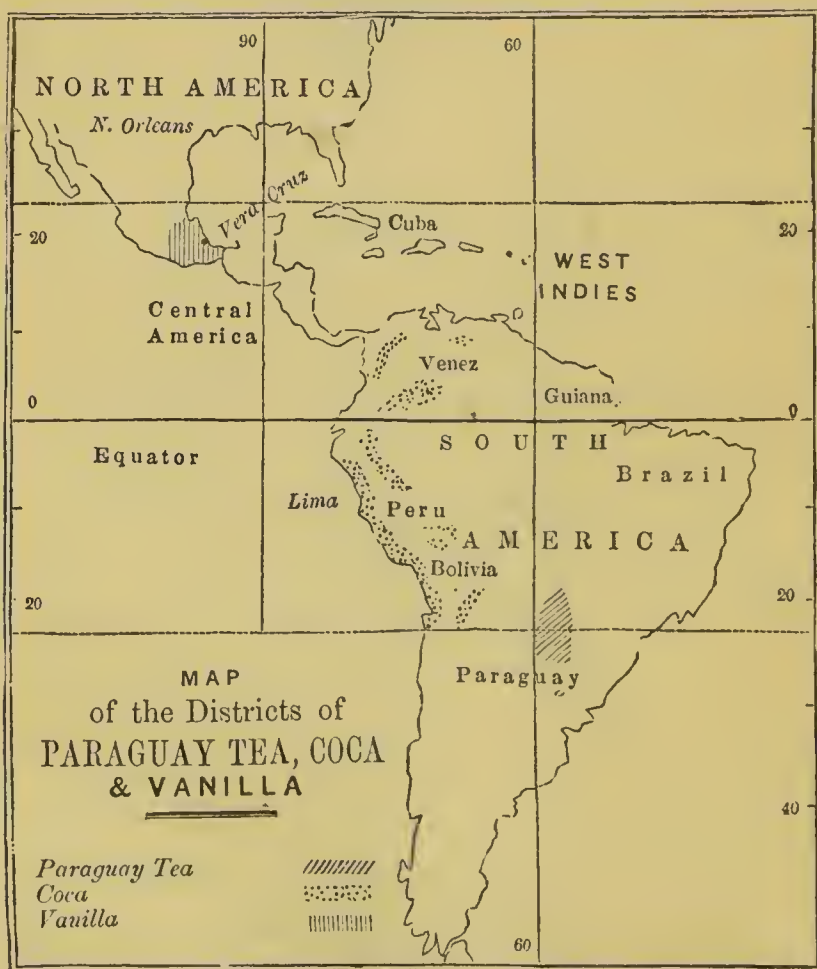 90
60
NORTH AMERICA
N. Orleans
Vera Cruz
Cuba
20
20
WEST
INDIES
Central
America
Venez
Guiana
0
0
Equator
SOUTH
Brazil
Lima
Peru
AMERICA
Bolivia
20
20
Paraguay
MAP
of the Districts of
PARAGUAY TEA, COCA
& VANILLA
40
Paraguay Tea
Coca
Vanilla
60